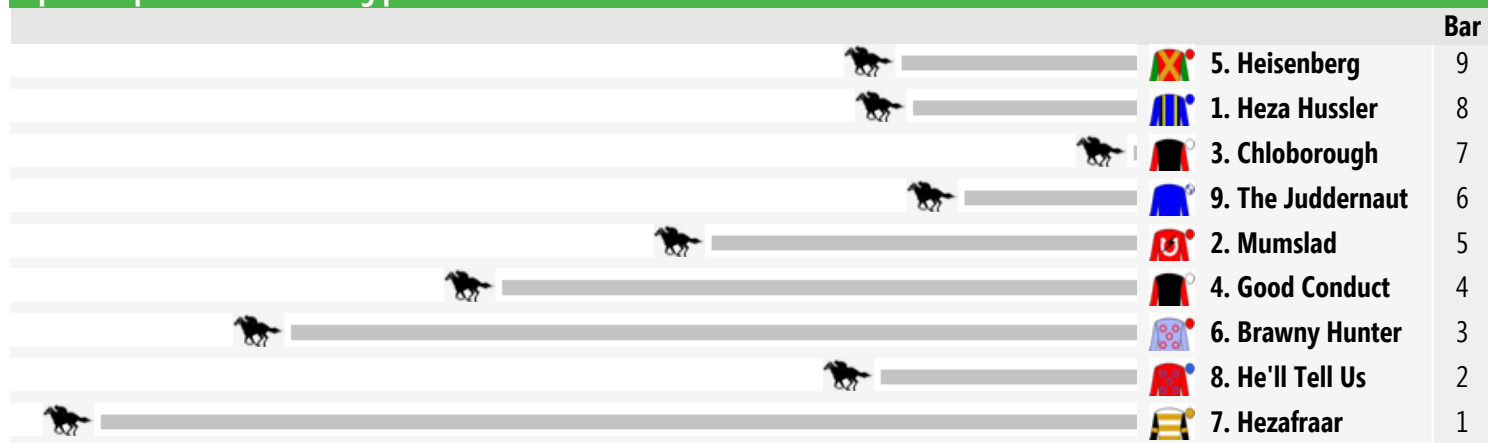 Bar
5. Heisenberg 9
1. Heza Hussler 8
3. Chloborough 7
9. The Juddernaut 6
2. Mumslad 5
4. Good Conduct 4
6. Brawny Hunter 3
8. He'll Tell Us 2
7. Hezafraar 1